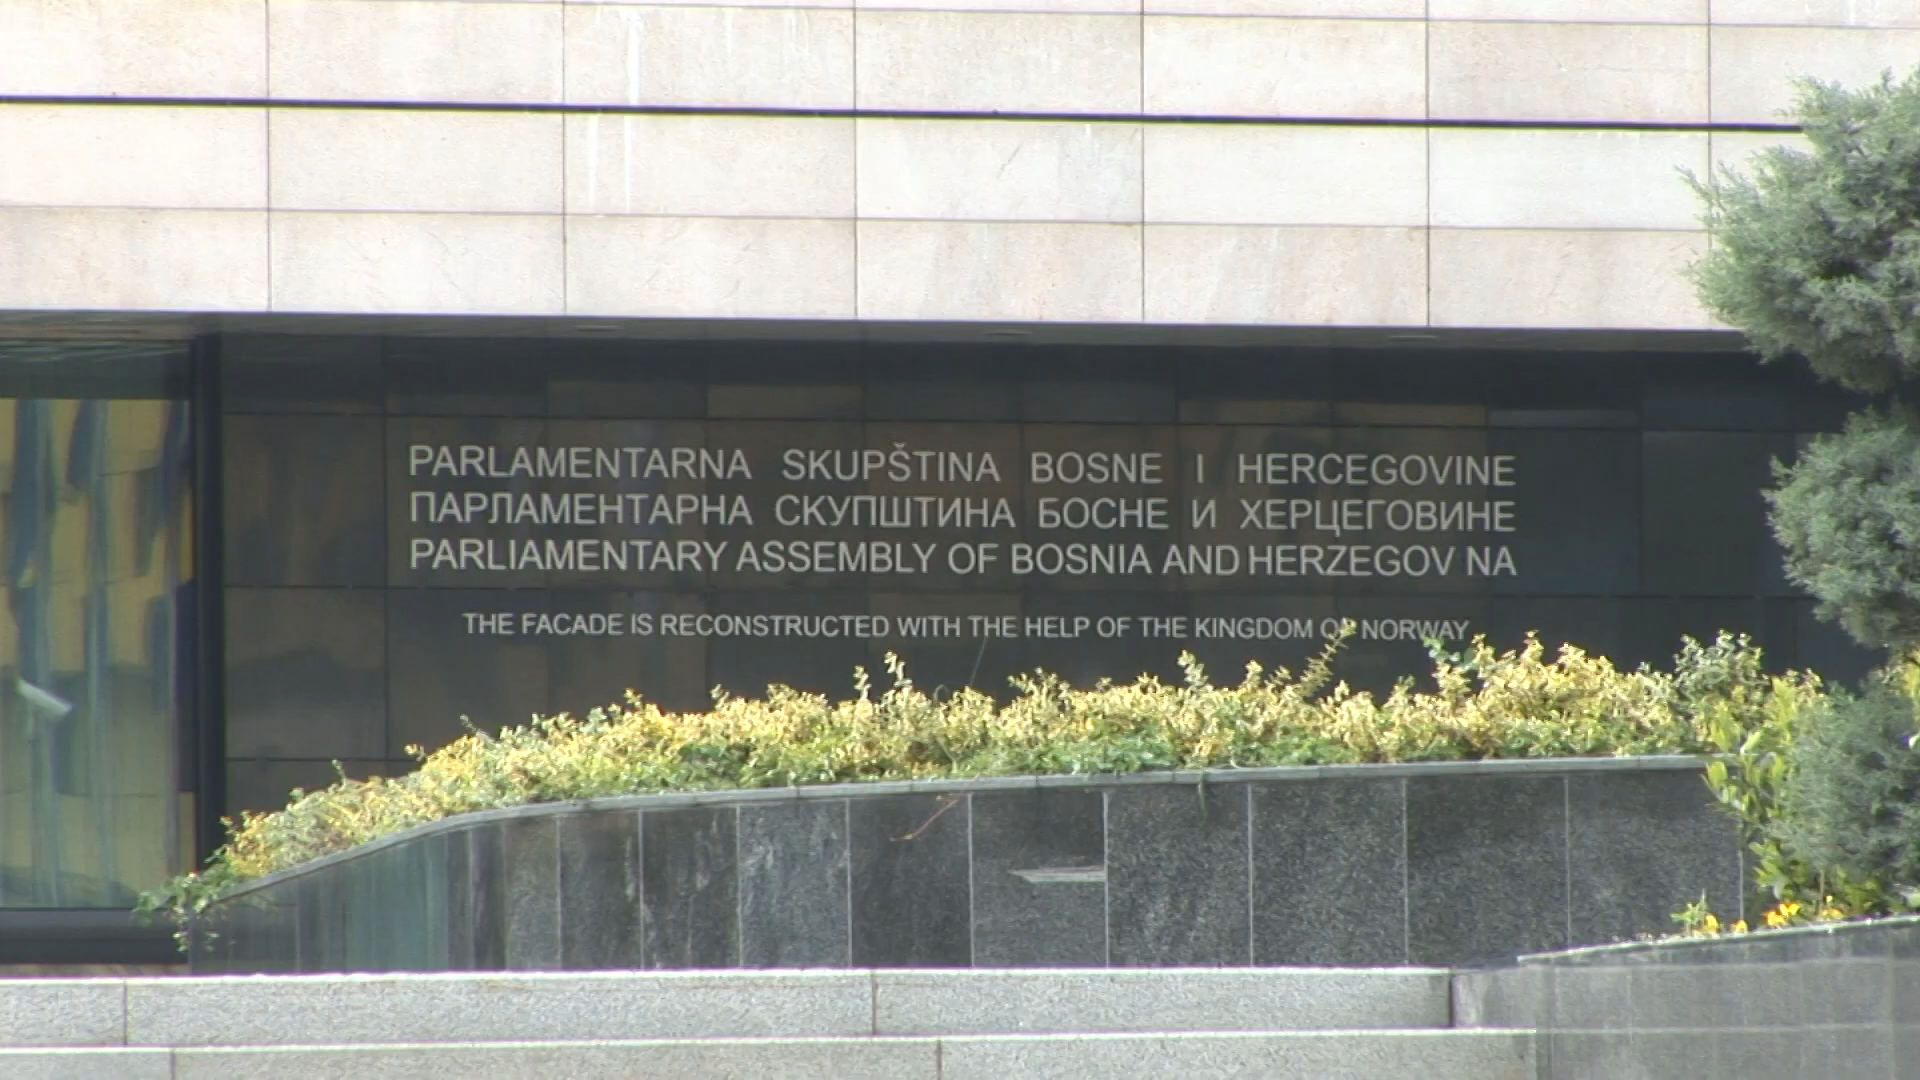 PARLAMENTARNA SKUPŠTINA BOSNE I HERCEGOVINE
ПАРЛАМЕНТАРНА СКУПШТИНА БОСНЕ И ХЕРЦЕГОВИНЕ
PARLIAMENTARY ASSEMBLY OF BOSNIA AND HERZEGOV NA
THE FACADE IS RECONSTRUCTED WITH THE HELP OF THE KINGDOM OF NORWAY